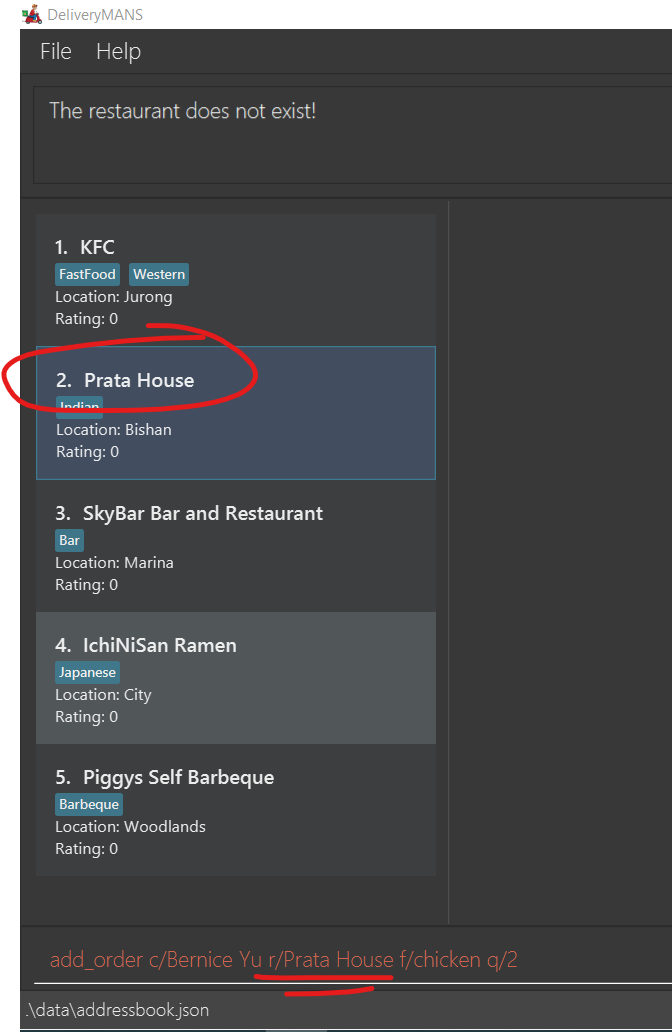 DeliveryMANS
File Help
The restaurant does not exist!
1. KFC
FastFood Western
Location: Jurong
Rating: 0
2. Prata House
Indian
Location: Bishan
Rating: 0
3. SkyBar Bar and Restaurant
Bar
Location: Marina
Rating: 0
4. IchiNiSan Ramen
Japanese
Location: City
Rating: 0
5. Piggys Self Barbeque
Barbeque
Location: Woodlands
Rating: 0
add_order c/Bernice Yu r/Prata House f/chicken q/2
.\data\addressbook.json